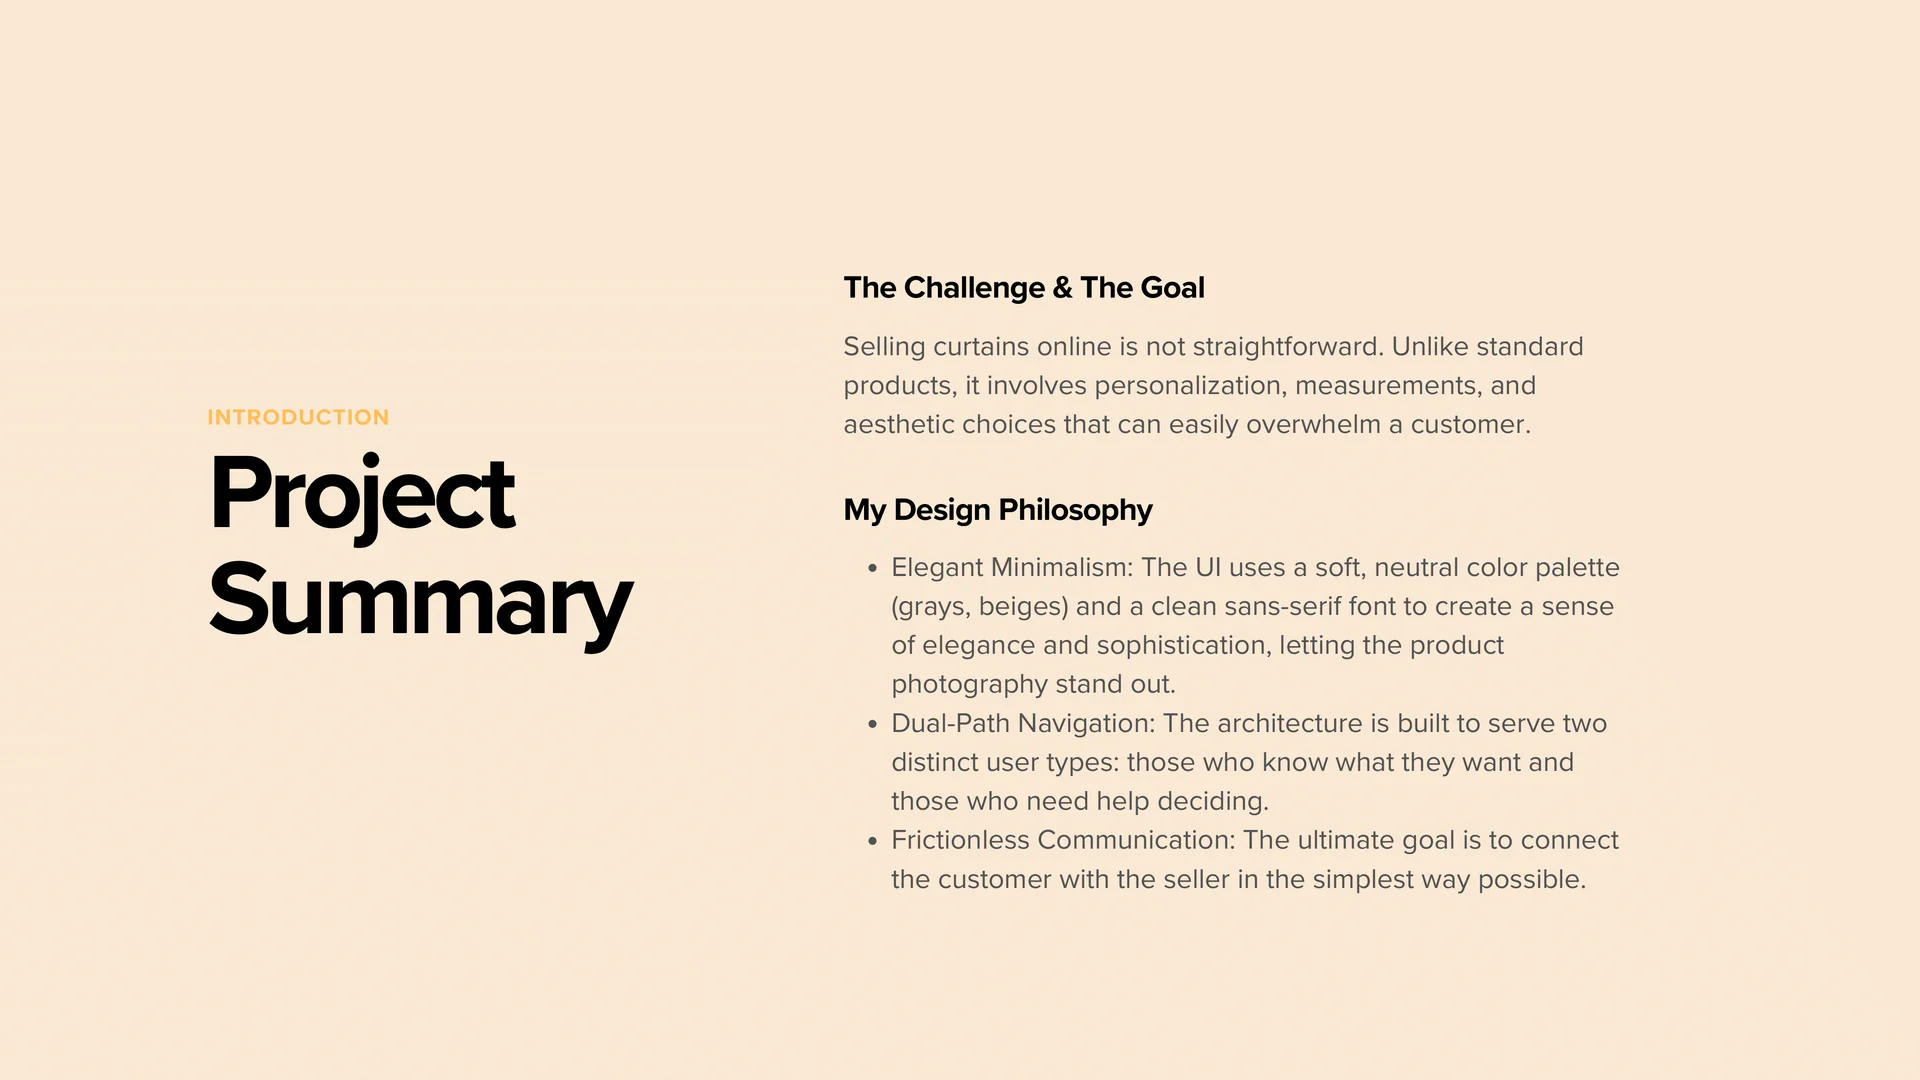 INTRODUCTION
Project
Summary
The Challenge & The Goal
Selling curtains online is not straightforward. Unlike standard
products, it involves personalization, measurements, and
aesthetic choices that can easily overwhelm a customer.
My Design Philosophy
• Elegant Minimalism: The UI uses a soft, neutral color palette
(grays, beiges) and a clean sans-serif font to create a sense
of elegance and sophistication, letting the product
photography stand out.
• Dual-Path Navigation: The architecture is built to serve two
distinct user types: those who know what they want and
those who need help deciding.
• Frictionless Communication: The ultimate goal is to connect
the customer with the seller in the simplest way possible.